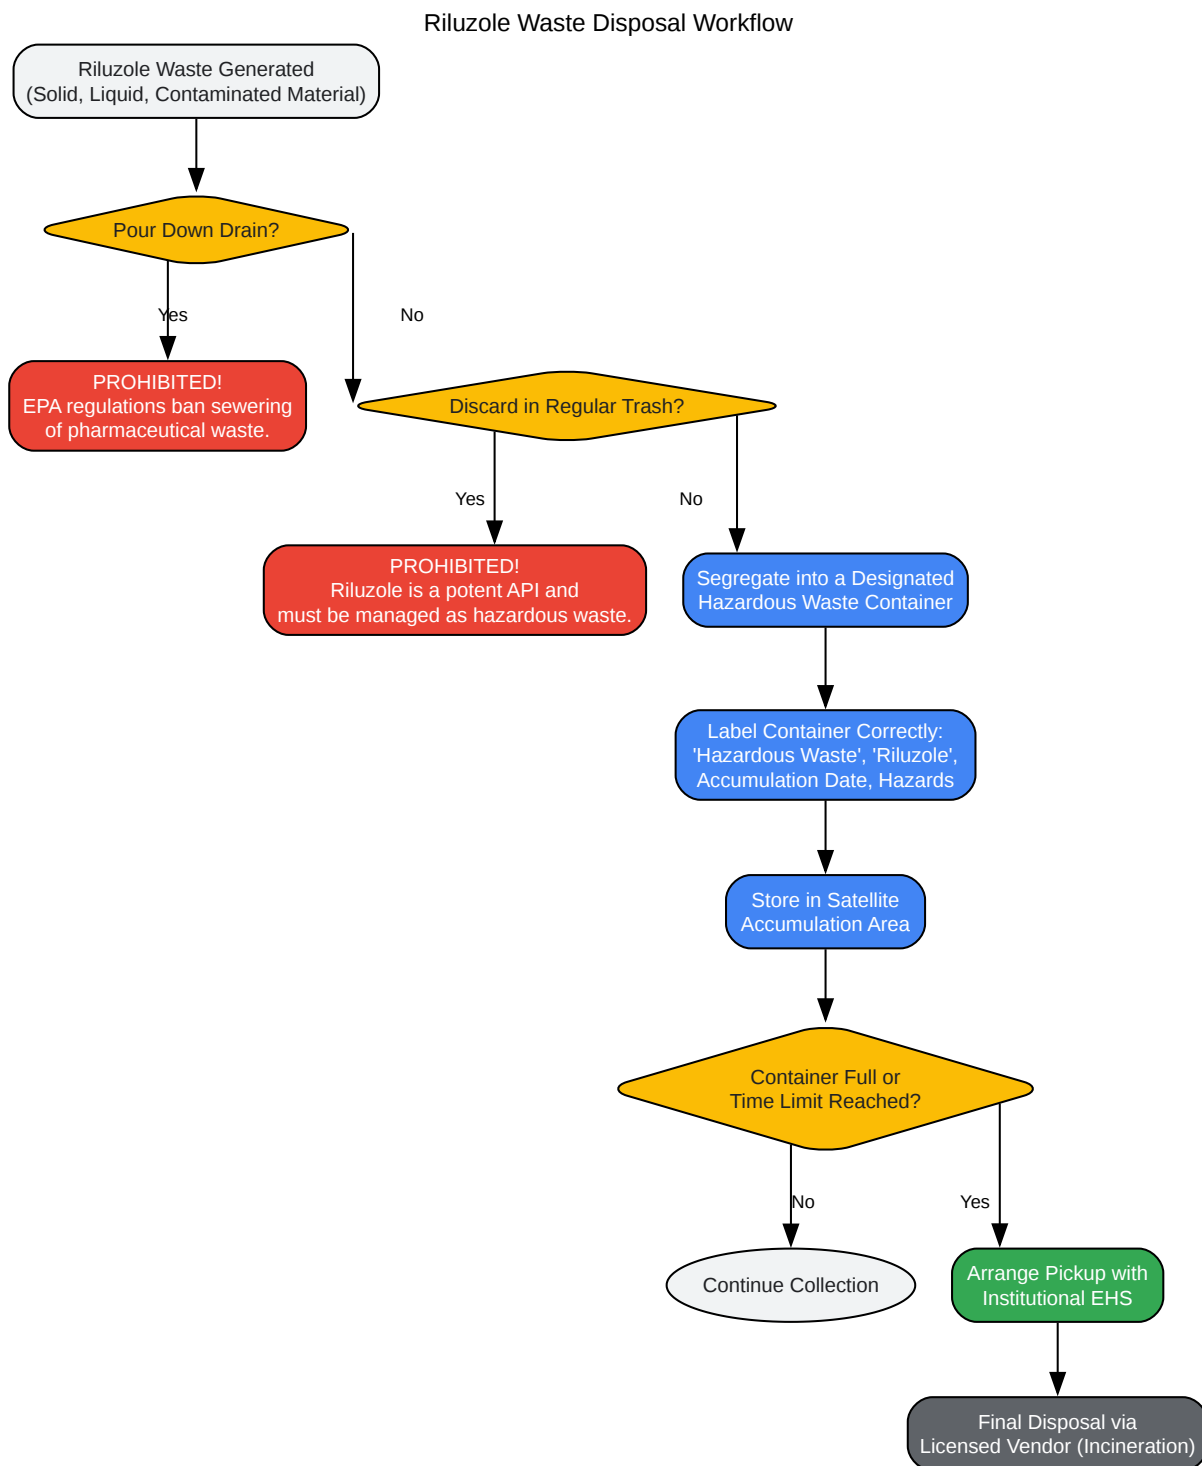 Riluzole Waste Disposal Workflow
Riluzole Waste Generated
(Solid, Liquid, Contaminated Material)
Pour Down Drain?
Yes
No
PROHIBITED!
EPA regulations ban sewering
of pharmaceutical waste.
Discard in Regular Trash?
Yes
No
PROHIBITED!
Riluzole is a potent API and
must be managed as hazardous waste.
Segregate into a Designated
Hazardous Waste Container
Label Container Correctly:
'Hazardous Waste', 'Riluzole',
Accumulation Date, Hazards
Store in Satellite
Accumulation Area
Container Full or
Time Limit Reached?
No
Yes
Continue Collection
Arrange Pickup with
Institutional EHS
Final Disposal via
Licensed Vendor (Incineration)